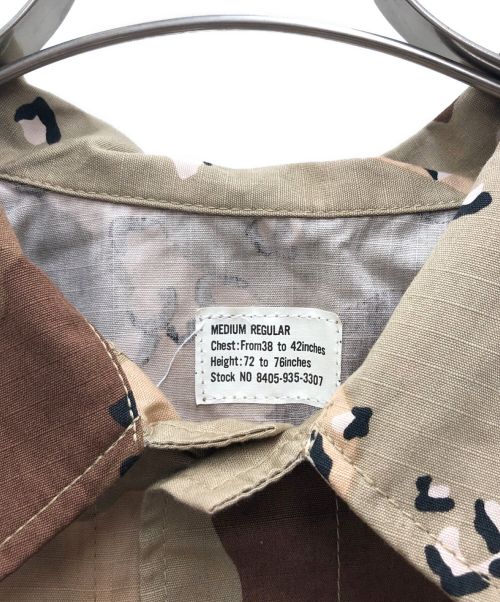 MEDIUM REGULAR
Chest:From38 to 42inches
Height:72 to 76inches
Stock NO 8405-935-3307